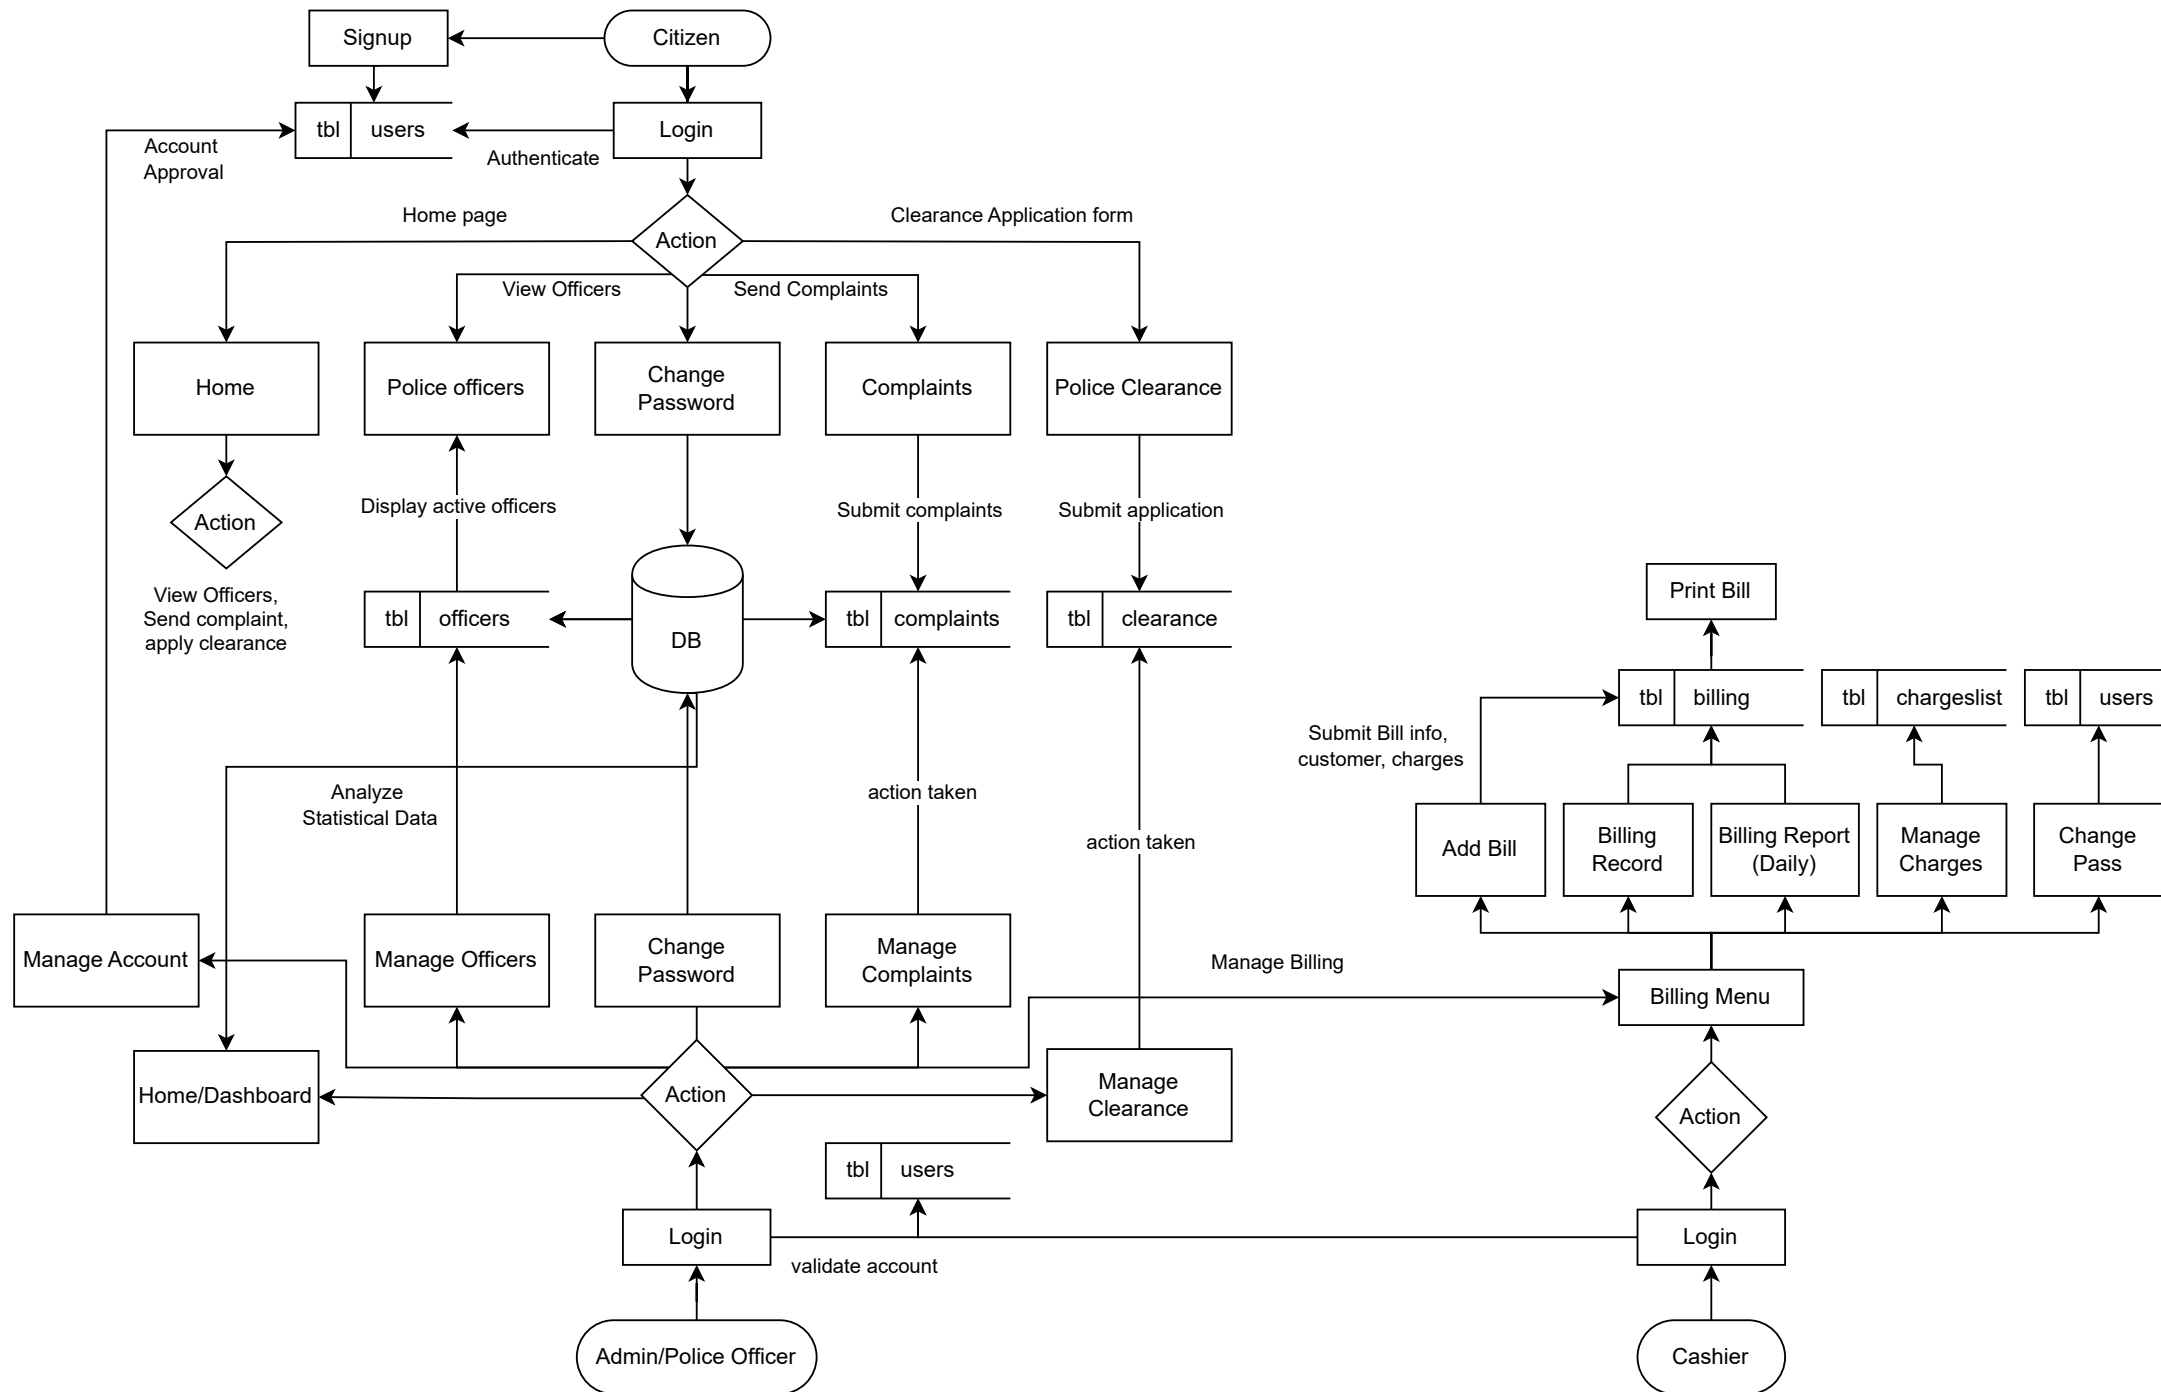 Signup
Citizen
tbl users
Login
Account
Approval
Authenticate
Home page
Clearance Application form
Action
View Officers
Send Complaints
Home
Police officers
Change
Password
Complaints
Police Clearance
Action
Display active officers
Submit complaints
Submit application
View Officers,
Send complaint,
apply clearance
tbl officers
DB
tbl complaints
tbl clearance
Print Bill
tbl billing
tbl chargeslist
tbl users
Submit Bill info,
customer, charges
Analyze
Statistical Data
action taken
action taken
Add Bill
Billing
Record
Billing Report
(Daily)
Manage
Charges
Change
Pass
Manage Account
Manage Officers
Change
Password
Manage
Complaints
Manage Billing
Billing Menu
Home/Dashboard
Action
Manage
Clearance
Action
tbl users
Login
validate account
Login
Admin/Police Officer
Cashier